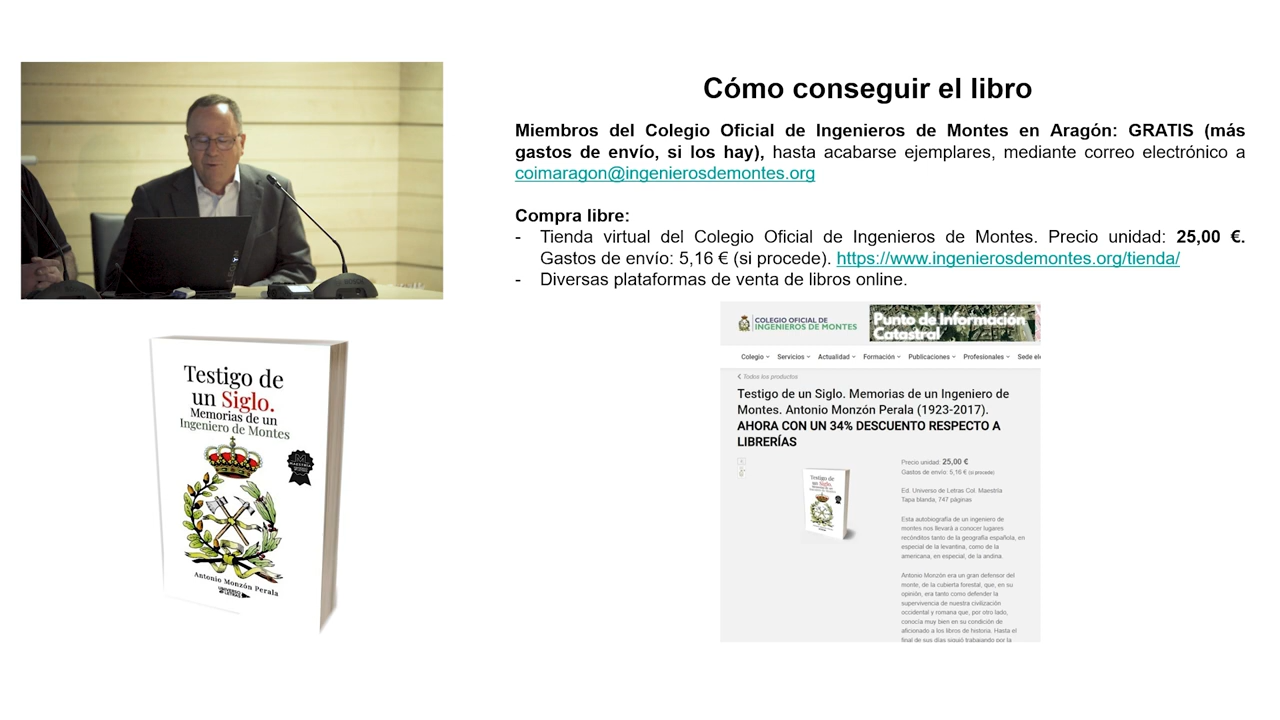 Cómo conseguir el libro
Miembros del Colegio Oficial de Ingenieros de Montes en Aragón: GRATIS (más
gastos de envío, si los hay), hasta acabarse ejemplares, mediante correo electrónico a
coimaragon@ingenierosdemontes.org
Compra libre:
- Tienda virtual del Colegio Oficial de Ingenieros de Montes. Precio unidad: 25,00 €.
Gastos de envío: 5,16 € (si procede). https://www.ingenierosdemontes.org/tienda/
- Diversas plataformas de venta de libros online.
Testigo de
un Siglo.
Memorias de un
Ingeniero de Montes
MAESTRÍA
Antonio Monzón Perala
UNIVERSO
LETRAS
COLEGIO OFICIAL DE
INGENIEROS DE MONTES
Punto de Información
Catastral
Colegio Servicios Actualidad Formación Publicaciones Profesionales Sede
Todos los productos
Testigo de un Siglo. Memorias de un Ingeniero de
Montes. Antonio Monzón Perala (1923-2017).
AHORA CON UN 34% DESCUENTO RESPECTO A
LIBRERÍAS
Precio unidad: 25,00 €
Gastos de envío: 5,16 € (si procede)
Ed. Universo de Letras Col. Maestría
Tapa blanda, 747 páginas
Esta autobiografía de un ingeniero de
montes nos llevará a conocer lugares
recónditos tanto de la geografía española, en
especial de la levantina, como de la
americana, en especial, de la andina.
Antonio Monzón era un gran defensor del
monte, de la cubierta forestal, que, en su
opinión, era tanto como defender la
supervivencia de nuestra civilización
occidental y romana que, por otro lado,
conocía muy bien en su condición de
aficionado a los libros de historia. Hasta el
final de sus días siguió trabajando por la
Testigo de
un Siglo.